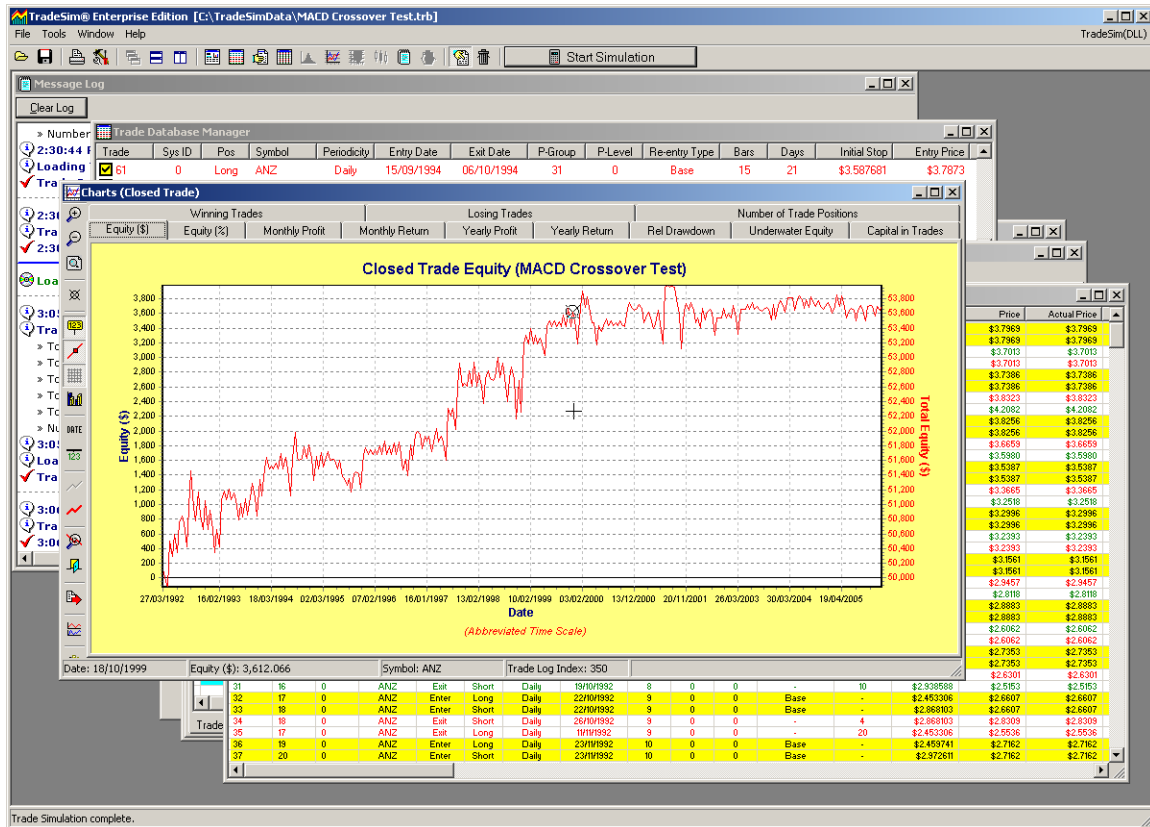 TradeSim® Enterprise Edition [C:\TradeSimData\MACD Crossover Test.trb]
File Tools Window Help TradeSim(DLL)
Start Simulation
Message Log
Clear Log
» Number
2:30:44
Loading
Trade Database Manager
Trade Sys ID Pos Symbol Periodicity Entry Date Exit Date P-Group P-Level Re-entry Type Bars Days Initial Stop Entry Price
61 0 Long ANZ Daily 15/09/1994 06/10/1994 31 0 Base 15 21 $3.587681 $3.7873
Charts (Closed Trade)
Winning Trades Losing Trades Number of Trade Positions
Equity ($) Equity (%) Monthly Profit Monthly Return Yearly Profit Yearly Return Rel Drawdown Underwater Equity Capital in Trades
Closed Trade Equity (MACD Crossover Test)
Equity ($)
3,800
3,600
3,400
3,200
3,000
2,800
2,600
2,400
2,200
2,000
1,800
1,600
1,400
1,200
1,000
800
600
400
200
0
53,800
53,600
53,400
53,200
53,000
52,800
52,600
52,400
52,200
52,000
51,800
51,600
51,400
51,200
51,000
50,800
50,600
50,400
50,200
50,000
Total Equity ($)
27/03/1992 16/02/1993 18/03/1994 02/03/1995 07/02/1996 16/01/1997 13/02/1998 10/02/1999 03/02/2000 13/12/2000 20/11/2001 26/03/2003 30/03/2004 19/04/2005
Date
(Abbreviated Time Scale)
Date: 18/10/1999 Equity ($): 3,612.066 Symbol: ANZ Trade Log Index: 350
DATE
123
Price Actual Price
$3.7969 $3.7969
$3.7969 $3.7969
$3.7013 $3.7013
$3.7013 $3.7013
$3.7386 $3.7386
$3.7386 $3.7386
$3.8323 $3.8323
$4.2082 $4.2082
$3.8256 $3.8256
$3.8256 $3.8256
$3.6659 $3.6659
$3.5980 $3.5980
$3.5387 $3.5387
$3.5387 $3.5387
$3.3665 $3.3665
$3.2518 $3.2518
$3.2996 $3.2996
$3.2996 $3.2996
$3.2393 $3.2393
$3.2393 $3.2393
$3.1561 $3.1561
$3.1561 $3.1561
$2.9457 $2.9457
$2.8118 $2.8118
$2.8883 $2.8883
$2.8883 $2.8883
$2.6062 $2.6062
$2.6062 $2.6062
$2.7353 $2.7353
$2.7353 $2.7353
$2.6301 $2.6301
31 16 0 ANZ Exit Short Daily 19/10/1992 8 0 0 - 10 $2.938588 $2.5153 $2.5153
32 17 0 ANZ Enter Long Daily 22/10/1992 9 0 0 Base - $2.453306 $2.6607 $2.6607
33 18 0 ANZ Enter Short Daily 22/10/1992 9 0 0 Base - $2.868103 $2.6607 $2.6607
34 18 0 ANZ Exit Short Daily 26/10/1992 9 0 0 - 4 $2.868103 $2.8309 $2.8309
35 17 0 ANZ Exit Long Daily 11/11/1992 9 0 0 - 20 $2.453306 $2.5536 $2.5536
36 19 0 ANZ Enter Long Daily 23/11/1992 10 0 0 Base - $2.459741 $2.7162 $2.7162
37 20 0 ANZ Enter Short Daily 23/11/1992 10 0 0 Base - $2.972611 $2.7162 $2.7162
Trade Simulation complete.